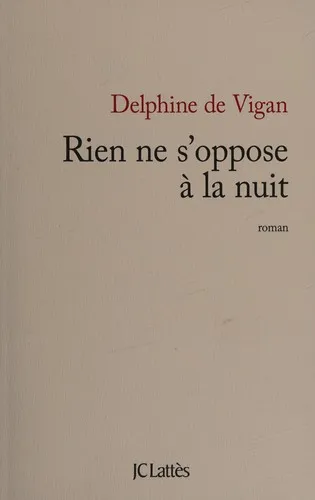 Delphine de Vigan
Rien ne s'oppose
à la nuit
roman
JC Lattès